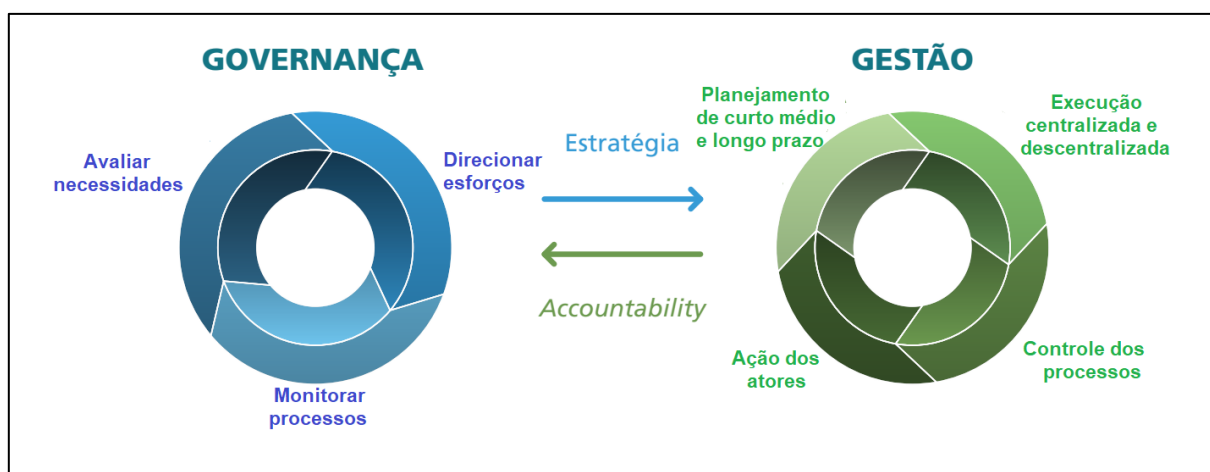 GOVERNANÇA
Avaliar
necessidades
Direcionar
esforços
Monitorar
processos
Estratégia
Accountability
GESTÃO
Planejamento
de curto médio
e longo prazo
Execução
centralizada e
descentralizada
Controle dos
processos
Ação dos
atores